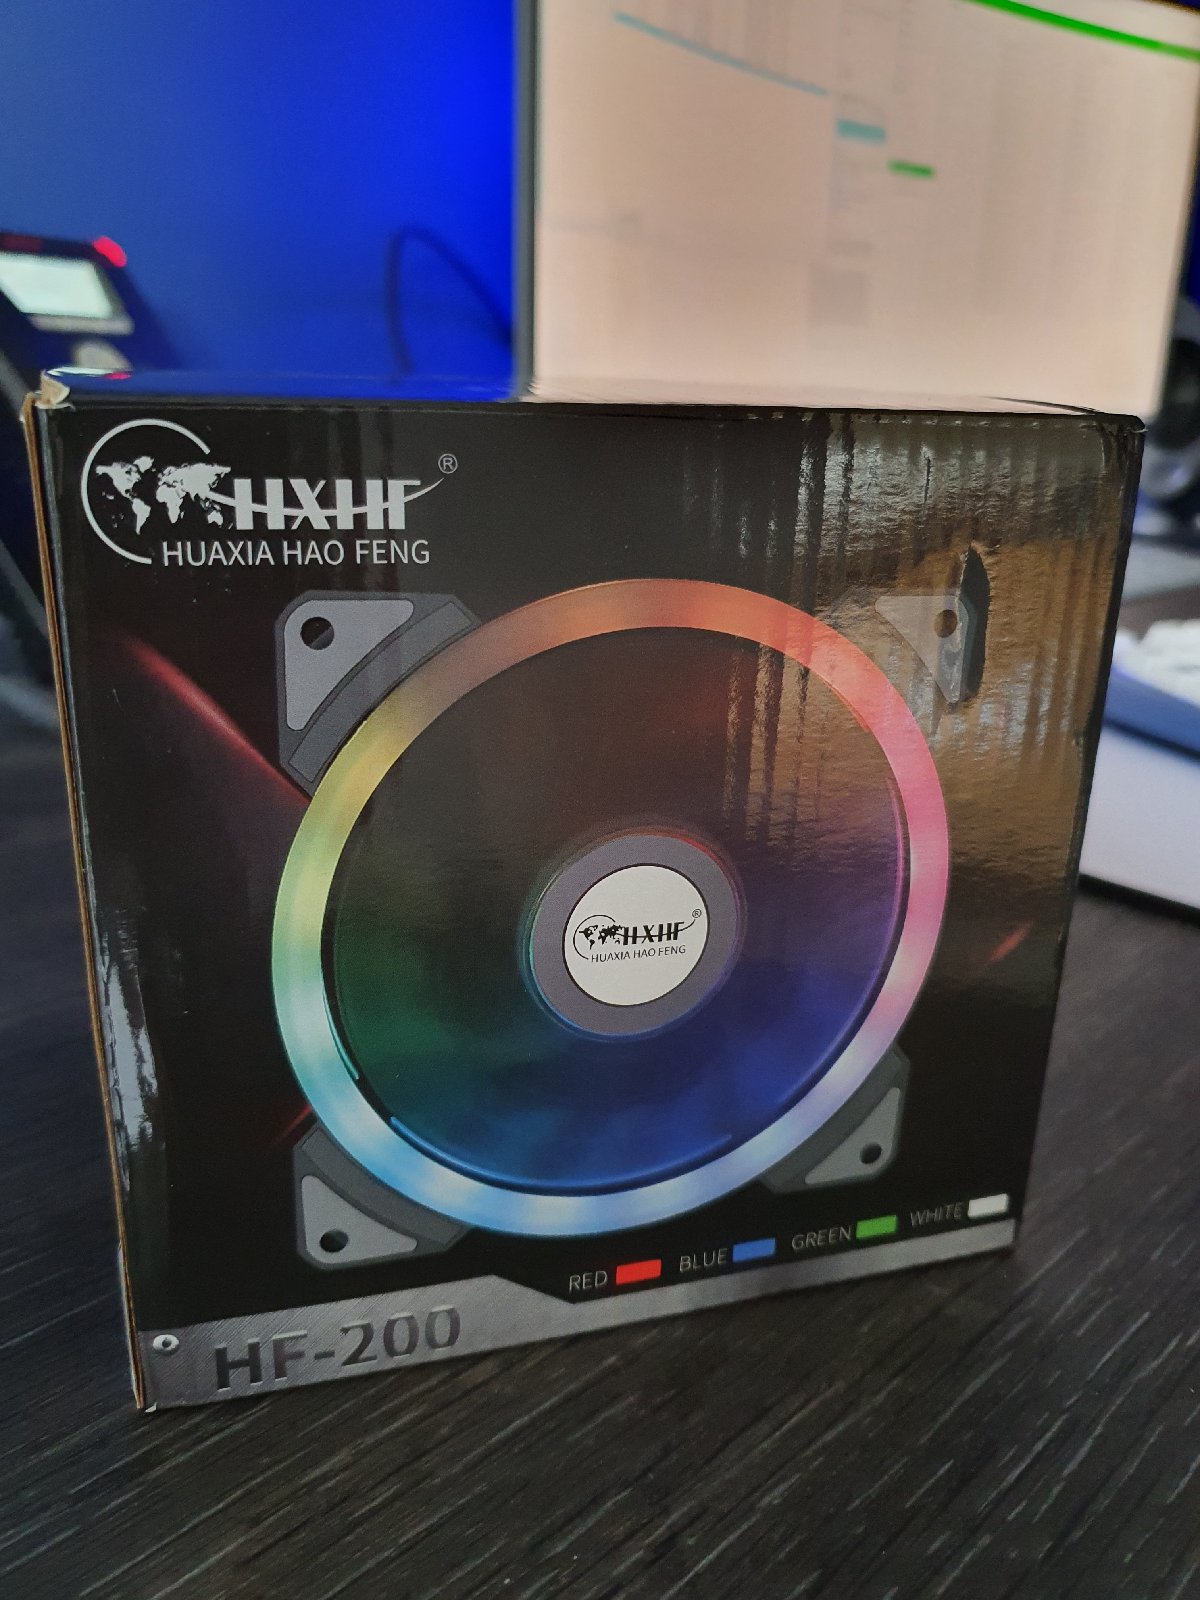 HXHF®
HUAXIA HAO FENG
HXHF®
HUAXIA HAO FENG
RED BLUE GREEN WHITE
HF-200